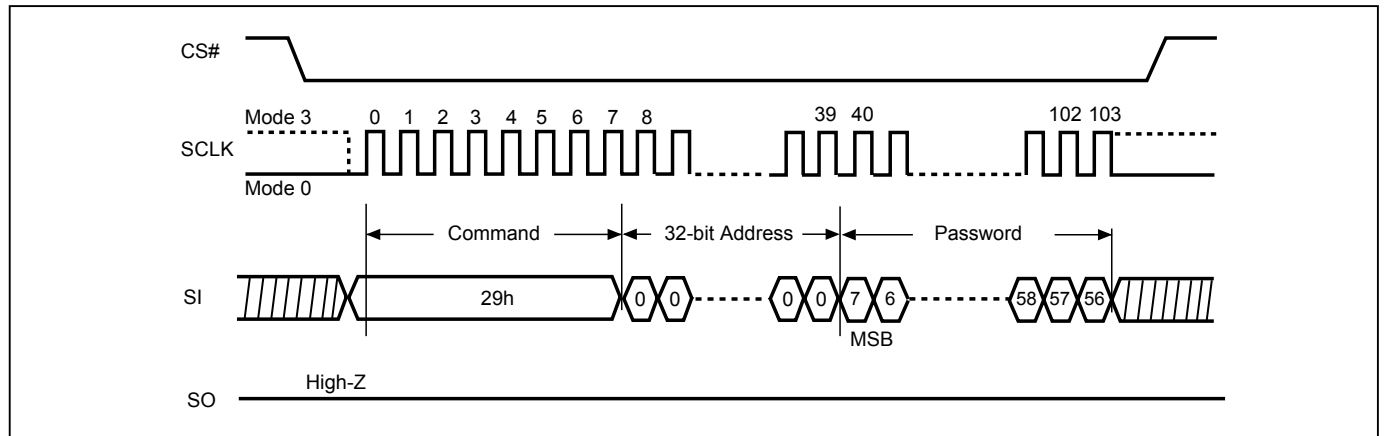 CS#
Mode 3 0 1 2 3 4 5 6 7 8 39 40 102 103
SCLK
Mode 0
Command 32-bit Address Password
SI 29h 0 0 0 0 7 6 58 57 56
MSB
High-Z
SO